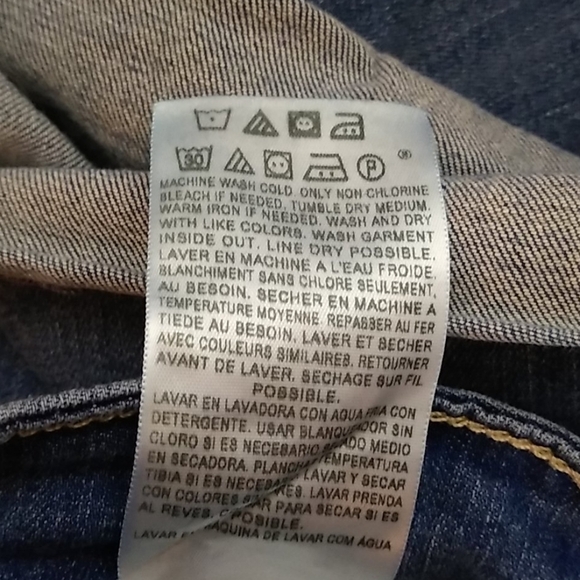 30 P ®
MACHINE WASH COLD. ONLY NON CHLORINE
BLEACH IF NEEDED. TUMBLE DRY MEDIUM.
WARM IRON IF NEEDED. WASH AND DRY
WITH LIKE COLORS. WASH GARMENT
INSIDE OUT. LINE DRY POSSIBLE.
LAVER EN MACHINE A L'EAU FROIDE.
BLANCHIMENT SANS CHLORE SEULEMENT,
AU BESOIN. SECHER EN MACHINE A
TEMPERATURE MOYENNE. REPASSER AU FER
TIEDE AU BESOIN. LAVER ET SECHER
AVEC COULEURS SIMILAIRES. RETOURNER
AVANT DE LAVER. SECHAGE SUR FIL
POSSIBLE.
LAVAR EN LAVADORA CON AGUA FRIA CON
DETERGENTE. USAR BLANQUEADOR SIN
CLORO SI ES NECESARIO. MEDIO
EN SECADORA. TEMPERATURA
TIBIA SI ES LAVAR Y SECAR
CON COLORES LAVAR PRENDA
AL REVES. PARA SECAR SI ES
POSIBLE.
LAVAR MAQUINA DE LAVAR COM AGUA